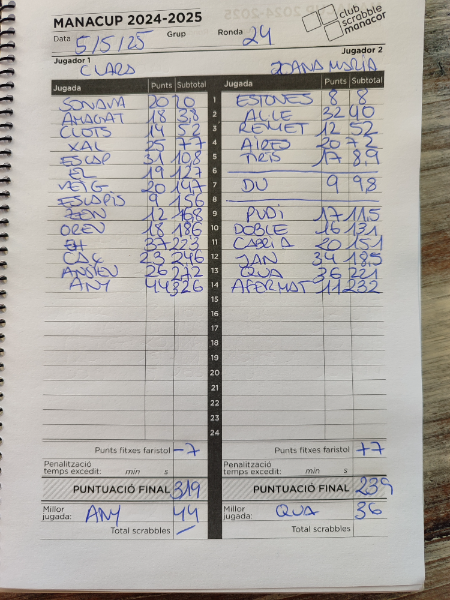 MANACUP 2024-2025
club scrabble manacor
Data 5/5/25 Grup Ronda 24
Jugador 1 Jugador 2
CLARA JOANA MARIA
Jugada Punts Subtotal Jugada Punts Subtotal
SONAVA 20 20 1 ESTONES 8 8
AMAGAT 18 38 2 ALLE 32 40
CLOTS 14 52 3 REMET 12 52
XAL 25 77 4 AIRES 20 72
ESCAP 31 108 5 TRIS 17 89
EL 19 127 6
VEIG 20 147 7 DU 9 98
9 156 8
ZEN 12 168 9 PUDI 17 115
OREN 18 186 10 DOBLE 16 131
EH 37 223 11 CABRIA 20 151
CAÇ 23 246 12 JAN 34 185
26 272 13 QUA 36 221
ANY 44 326 14 AFERMAT 11 232
15
16
17
18
19
20
21
22
23
24
Punts fitxes faristol -7 Punts fitxes faristol +7
Penalització temps excedit: min s Penalització temps excedit: min s
PUNTUACIÓ FINAL 319 PUNTUACIÓ FINAL 239
Millor jugada: ANY 44 Millor jugada: QUA 36
Total scrabbles — Total scrabbles